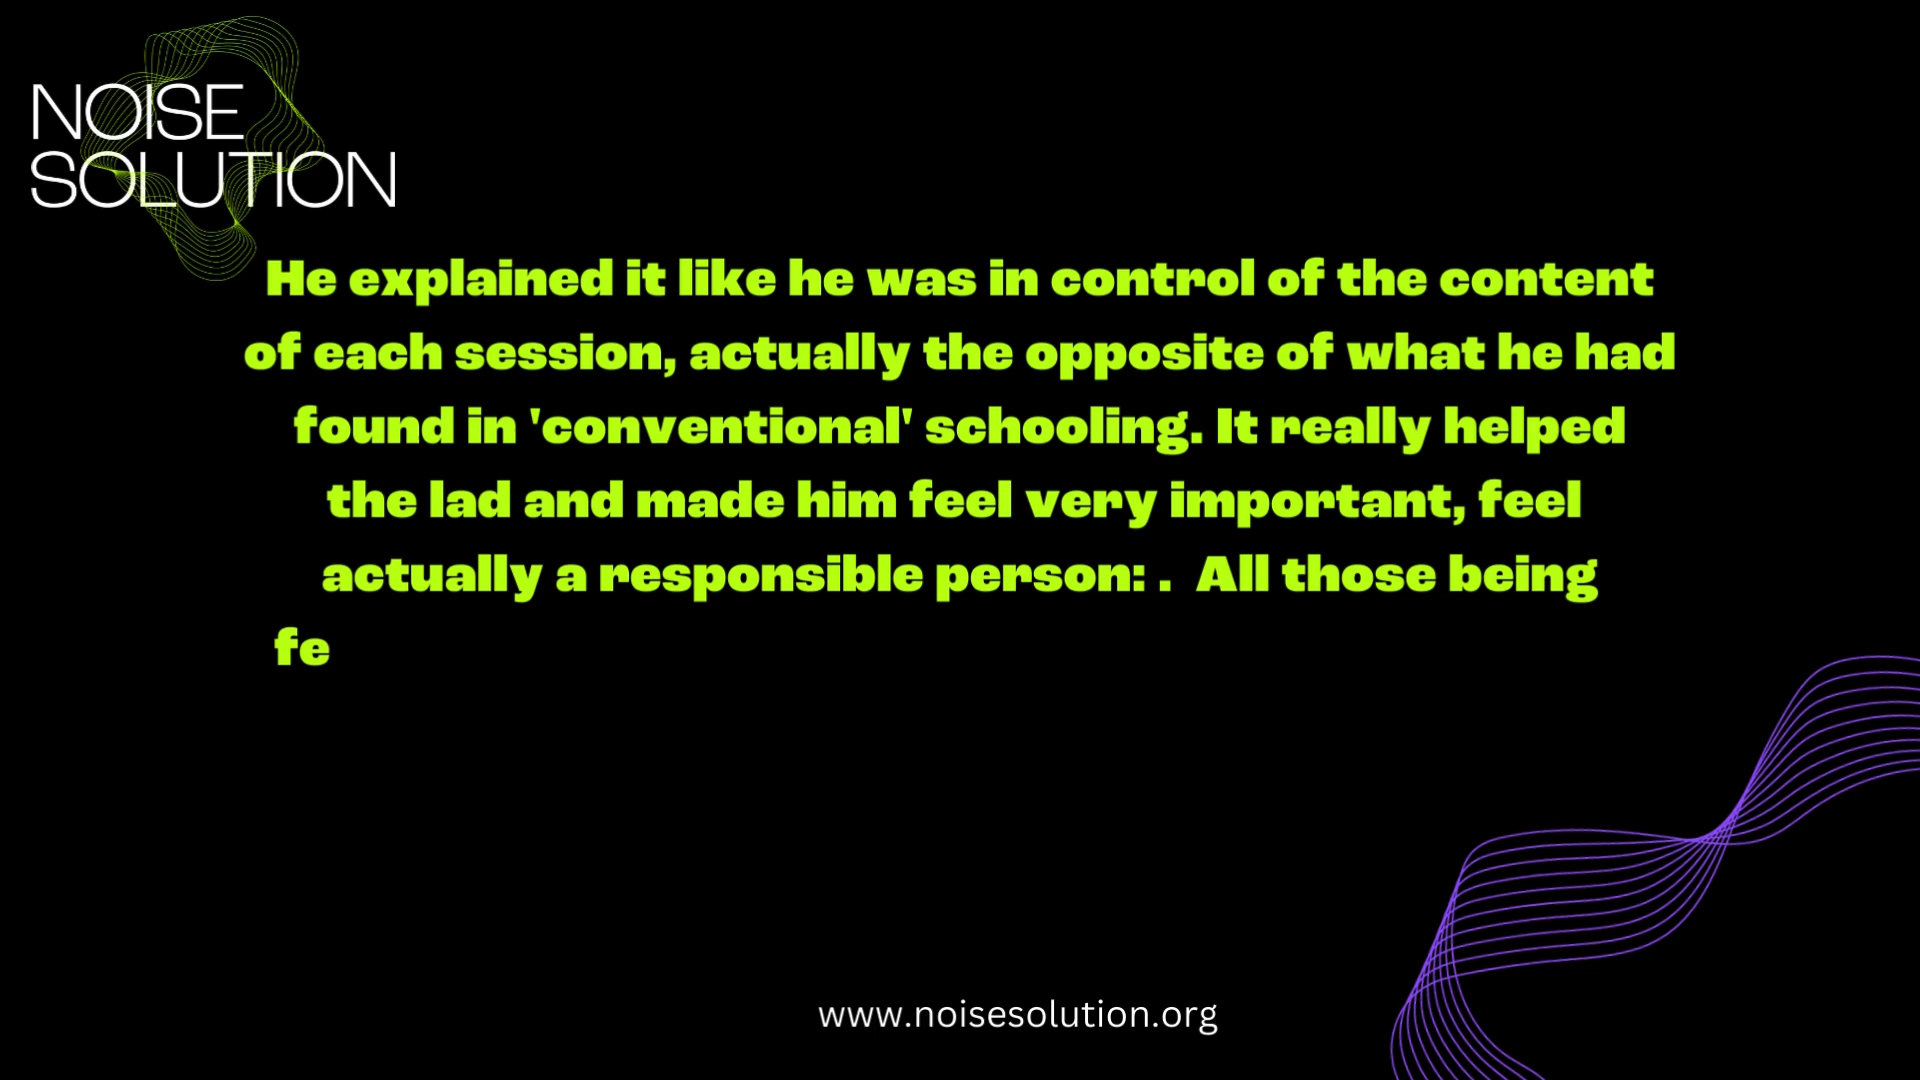 NOISE
SOLUTION
He explained it like he was in control of the content
of each session, actually the opposite of what he had
found in 'conventional' schooling. It really helped
the lad and made him feel very important, feel
actually a responsible person: .  All those being
fe
www.noisesolution.org